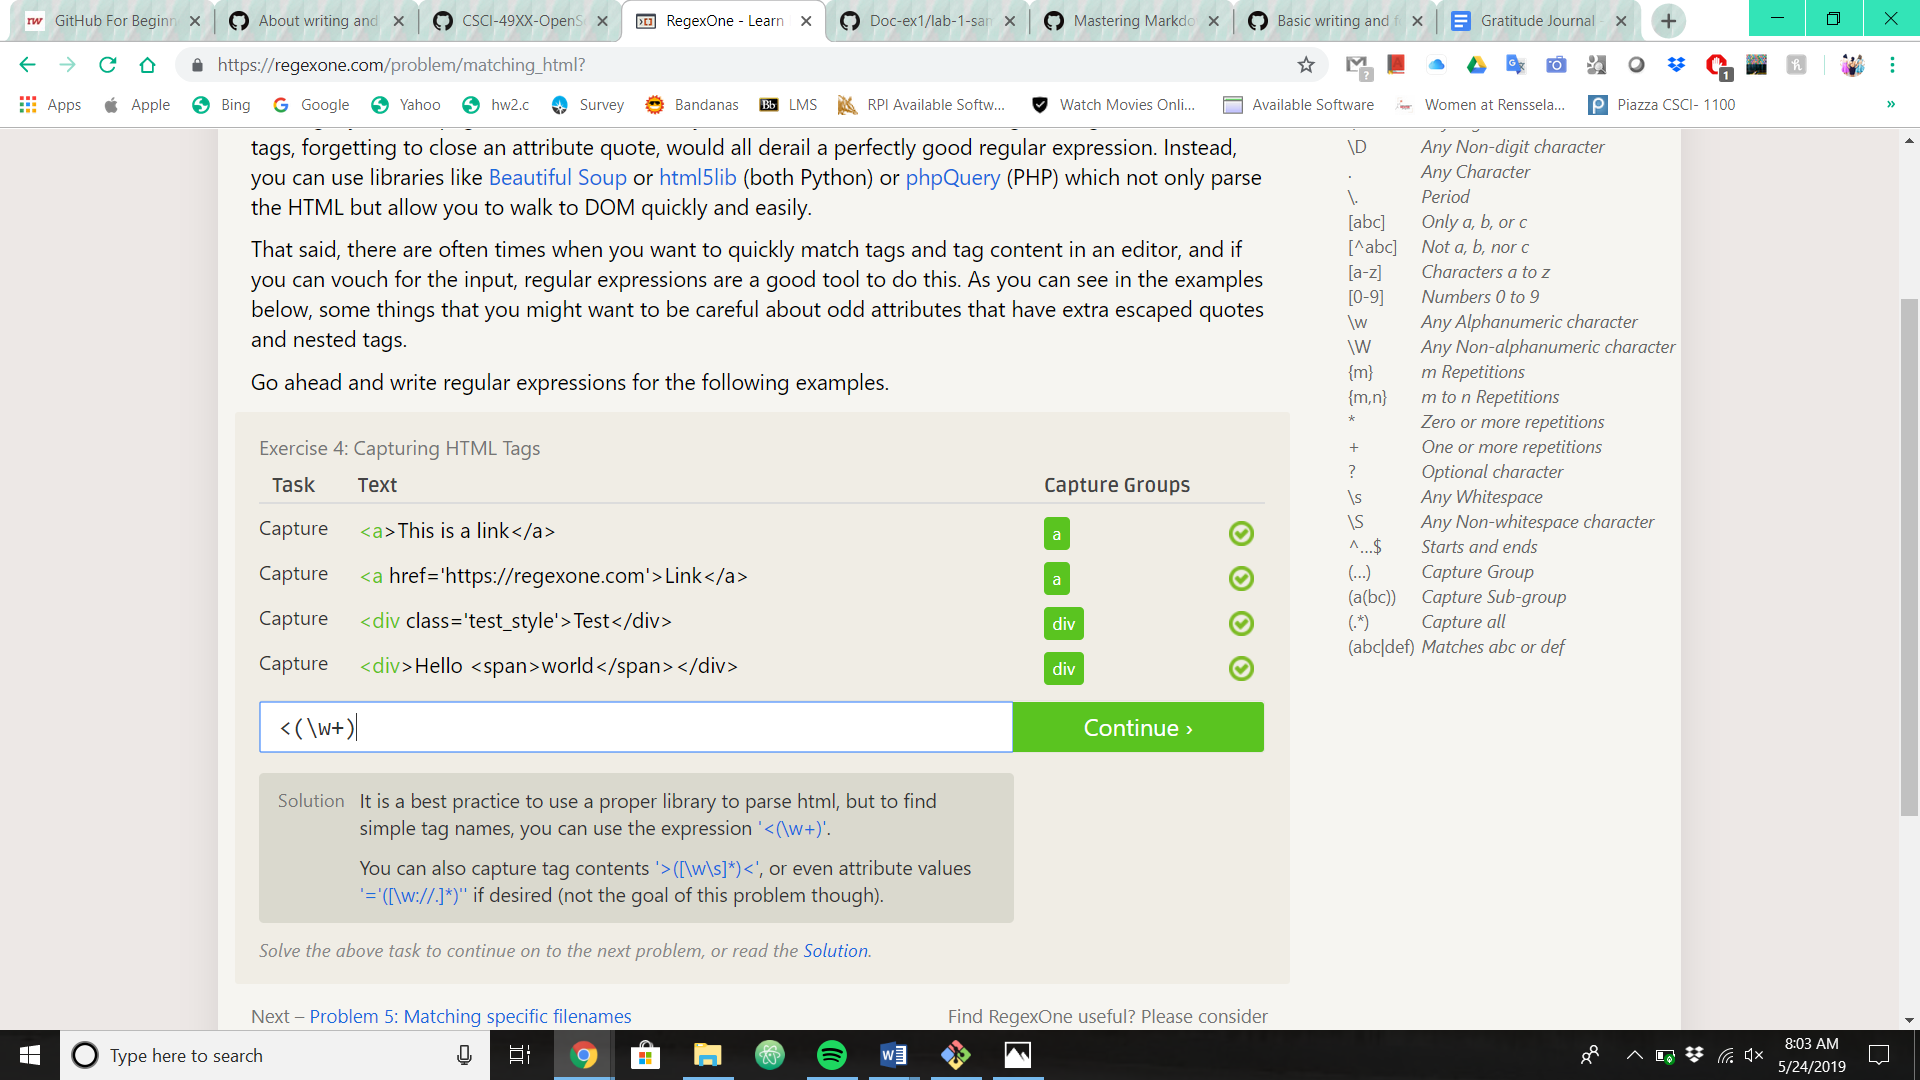 GitHub For Beginn
About writing and
CSCI-49XX-OpenS
RegexOne - Learn
Doc-ex1/lab-1-sam
Mastering Markdo
Basic writing and f
Gratitude Journal -
https://regexone.com/problem/matching_html?
Apps
Apple
Bing
Google
Yahoo
hw2.c
Survey
Bandanas
Bb LMS
RPI Available Softw...
Watch Movies Onli...
Available Software
Women at Renssela...
Piazza CSCI- 1100
»
tags, forgetting to close an attribute quote, would all derail a perfectly good regular expression. Instead,
you can use libraries like Beautiful Soup or html5lib (both Python) or phpQuery (PHP) which not only parse
the HTML but allow you to walk to DOM quickly and easily.
That said, there are often times when you want to quickly match tags and tag content in an editor, and if
you can vouch for the input, regular expressions are a good tool to do this. As you can see in the examples
below, some things that you might want to be careful about odd attributes that have extra escaped quotes
and nested tags.
Go ahead and write regular expressions for the following examples.
Exercise 4: Capturing HTML Tags
Task Text Capture Groups
Capture <a>This is a link</a> a
Capture <a href='https://regexone.com'>Link</a> a
Capture <div class='test_style'>Test</div> div
Capture <div>Hello <span>world</span></div> div
<(\w+)
Continue ›
Solution It is a best practice to use a proper library to parse html, but to find
simple tag names, you can use the expression '<(\w+)'.
You can also capture tag contents '>([\w\s]*)<', or even attribute values
'='([\w://.]*)'' if desired (not the goal of this problem though).
Solve the above task to continue on to the next problem, or read the Solution.
Next – Problem 5: Matching specific filenames
Find RegexOne useful? Please consider
\D Any Non-digit character
. Any Character
\. Period
[abc] Only a, b, or c
[^abc] Not a, b, nor c
[a-z] Characters a to z
[0-9] Numbers 0 to 9
\w Any Alphanumeric character
\W Any Non-alphanumeric character
{m} m Repetitions
{m,n} m to n Repetitions
* Zero or more repetitions
+ One or more repetitions
? Optional character
\s Any Whitespace
\S Any Non-whitespace character
^...$ Starts and ends
(...) Capture Group
(a(bc)) Capture Sub-group
(.*) Capture all
(abc|def) Matches abc or def
Type here to search
8:03 AM
5/24/2019